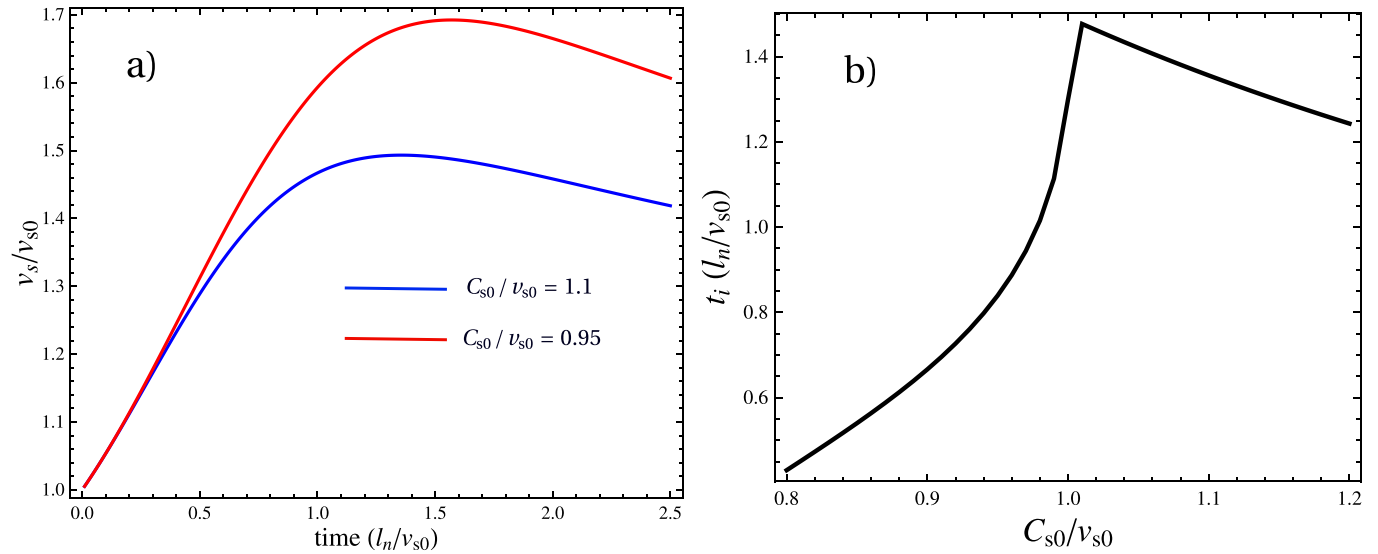 a)
1.7
1.6
1.5
1.4
1.3
1.2
1.1
1.0
v_s/v_s0
C_s0 / v_s0 = 1.1
C_s0 / v_s0 = 0.95
0.0 0.5 1.0 1.5 2.0 2.5
time (l_n/v_s0)
b)
1.4
1.2
1.0
0.8
0.6
t_i (l_n/v_s0)
0.8 0.9 1.0 1.1 1.2
C_s0/v_s0